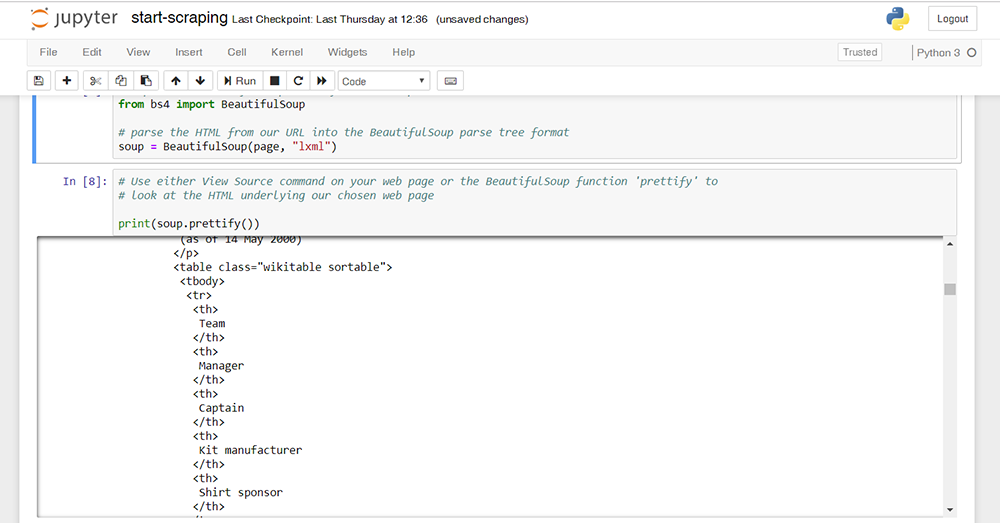 jupyter start-scraping Last Checkpoint: Last Thursday at 12:36 (unsaved changes)
Logout
File Edit View Insert Cell Kernel Widgets Help
Trusted
Python 3
Run
Code
from bs4 import BeautifulSoup
# parse the HTML from our URL into the BeautifulSoup parse tree format
soup = BeautifulSoup(page, "lxml")
In [8]:
# Use either View Source command on your web page or the BeautifulSoup function 'prettify' to
# look at the HTML underlying our chosen web page
print(soup.prettify())
(as of 14 May 2000)
</p>
<table class="wikitable sortable">
<tbody>
<tr>
<th>
Team
</th>
<th>
Manager
</th>
<th>
Captain
</th>
<th>
Kit manufacturer
</th>
<th>
Shirt sponsor
</th>